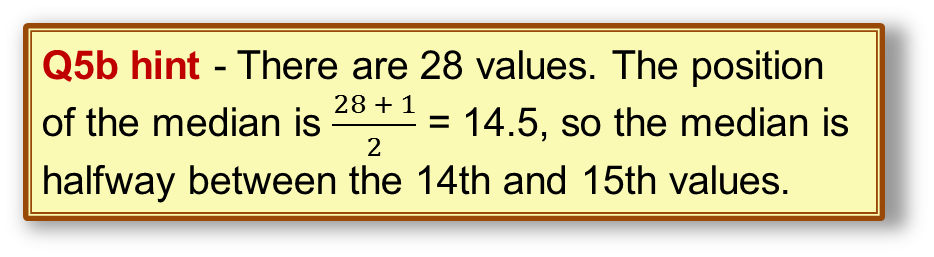 Q5b hint - There are 28 values. The position
of the median is $\frac{28 + 1}{2}$ = 14.5, so the median is
halfway between the 14th and 15th values.